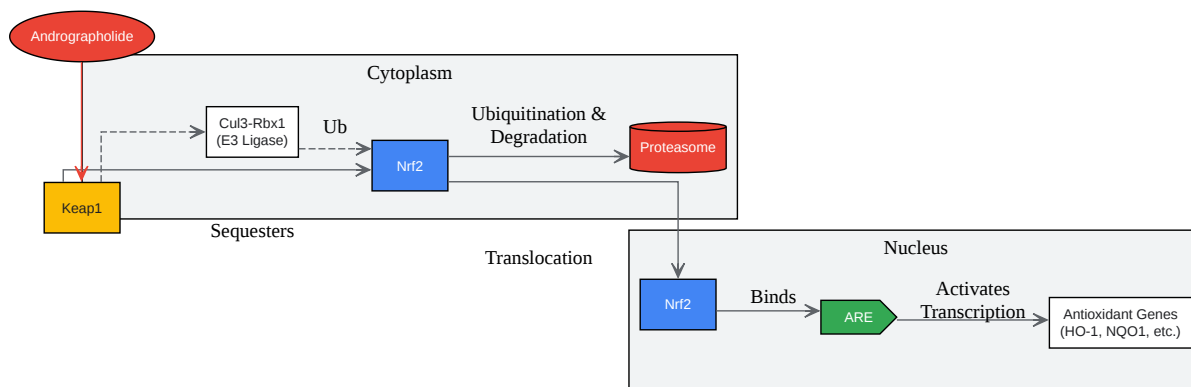 Andrographolide
Cytoplasm
Cul3-Rbx1
(E3 Ligase)
Ub
Ubiquitination &
Degradation
Nrf2
Proteasome
Keap1
Sequesters
Translocation
Nucleus
Nrf2
Binds
ARE
Activates
Transcription
Antioxidant Genes
(HO-1, NQO1, etc.)